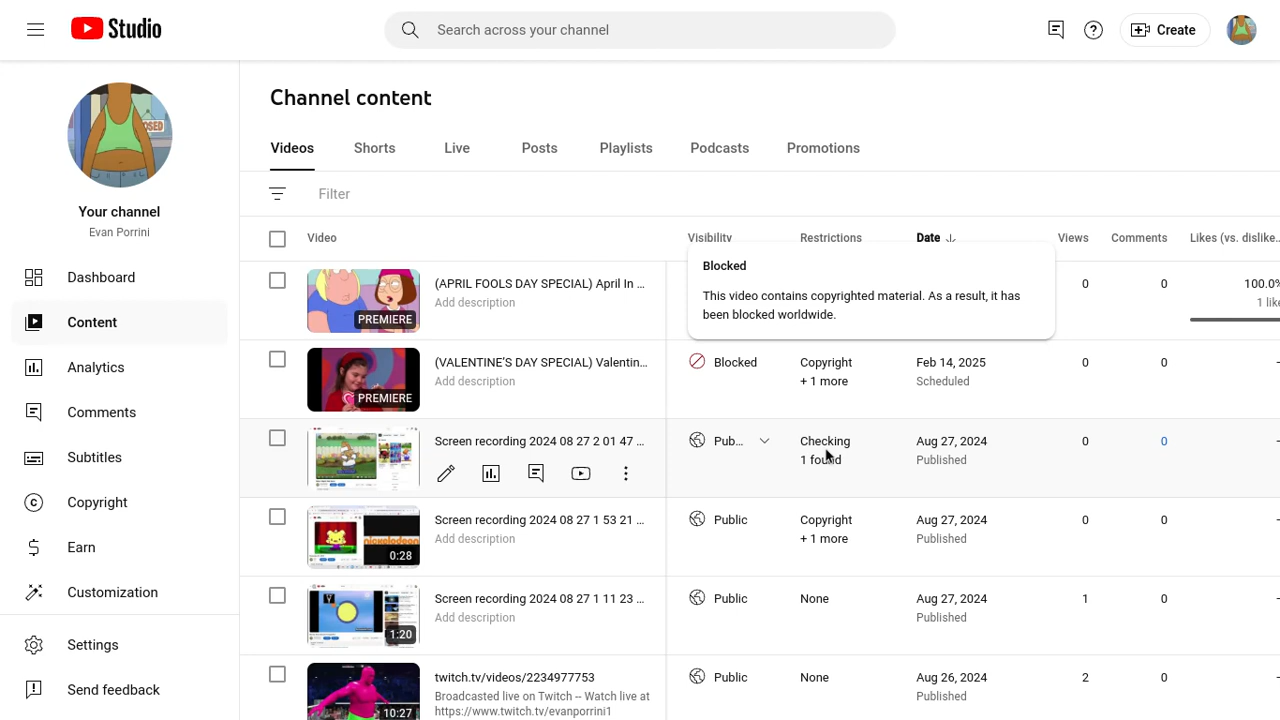 Studio
Search across your channel
Create
Your channel
Evan Porrini
Dashboard
Content
Analytics
Comments
Subtitles
Copyright
Earn
Customization
Settings
Send feedback
Channel content
Videos Shorts Live Posts Playlists Podcasts Promotions
Filter
Video Visibility Restrictions Date Views Comments Likes (vs. dislike...
Blocked
This video contains copyrighted material. As a result, it has
been blocked worldwide.
(APRIL FOOLS DAY SPECIAL) April In ... 0 0 100.0%
Add description 1 like
PREMIERE
(VALENTINE'S DAY SPECIAL) Valentin... Blocked Copyright Feb 14, 2025 0 0
Add description + 1 more Scheduled
PREMIERE
Screen recording 2024 08 27 2 01 47 ... Pub... Checking Aug 27, 2024 0 0
1 found Published
Screen recording 2024 08 27 1 53 21 ... Public Copyright Aug 27, 2024 0 0
Add description + 1 more Published
0:28
Screen recording 2024 08 27 1 11 23 ... Public None Aug 27, 2024 1 0
Add description Published
1:20
twitch.tv/videos/2234977753 Public None Aug 26, 2024 2 0
Broadcasted live on Twitch -- Watch live at Published
https://www.twitch.tv/evanporrini1
10:27